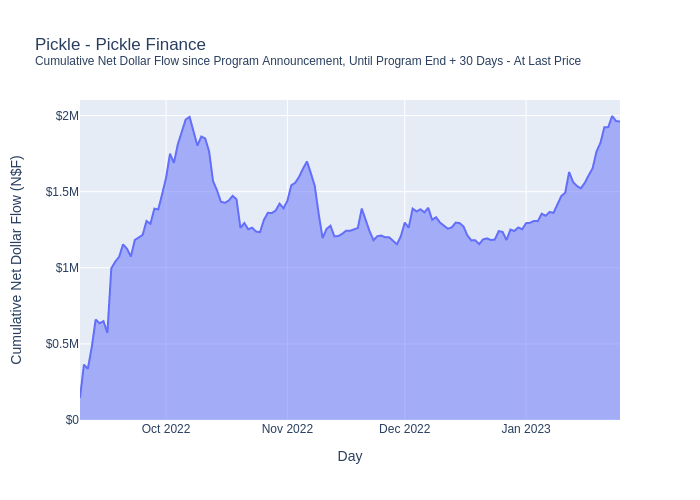 Pickle - Pickle Finance
Cumulative Net Dollar Flow since Program Announcement, Until Program End + 30 Days - At Last Price
Cumulative Net Dollar Flow (N$F)
$2M
$1.5M
$1M
$0.5M
$0
Oct 2022
Nov 2022
Dec 2022
Jan 2023
Day